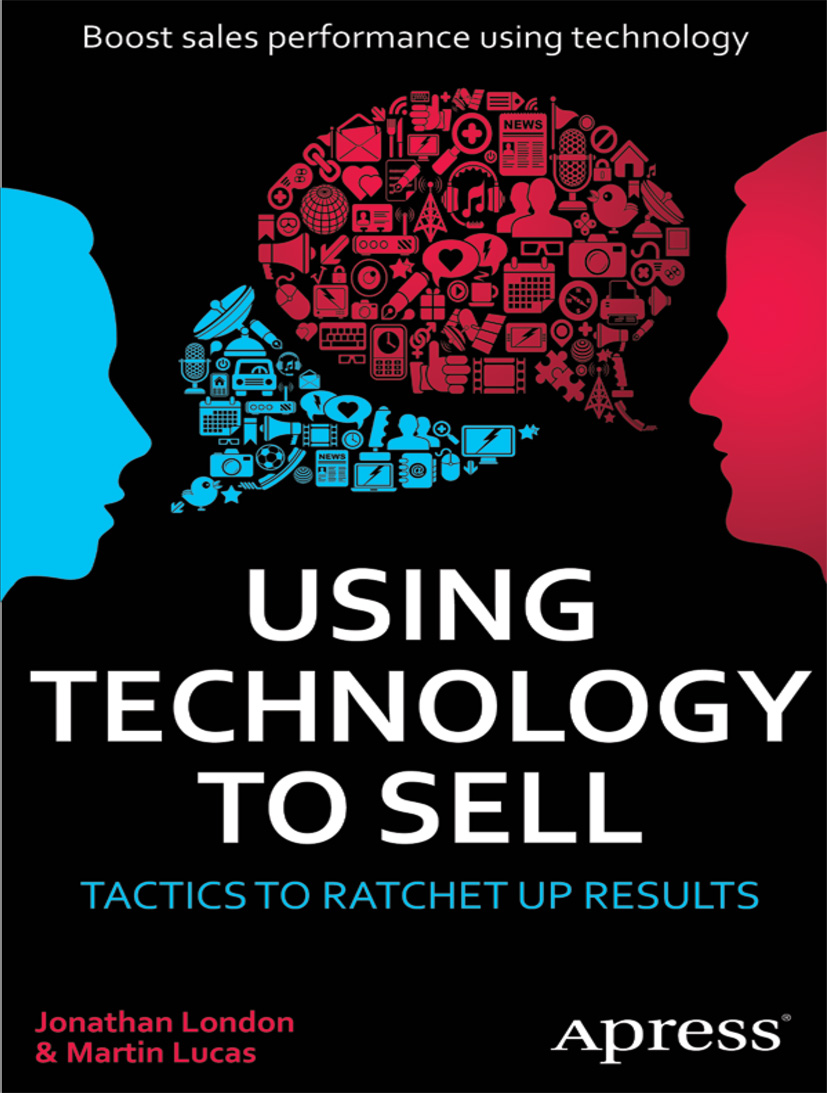 Boost sales performance using technology
NEWS
NEWS
USING
TECHNOLOGY
TO SELL
TACTICS TO RATCHET UP RESULTS
Jonathan London
& Martin Lucas
Apress®